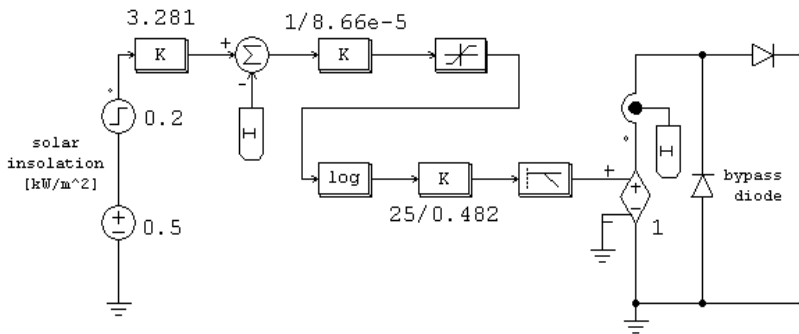 3.281
1/8.66e-5
K
+
Σ
K
-
I
0.2
solar
insolation
[kW/m^2]
I
log
K
+
25/0.482
+
-
1
bypass
diode
+
-
0.5